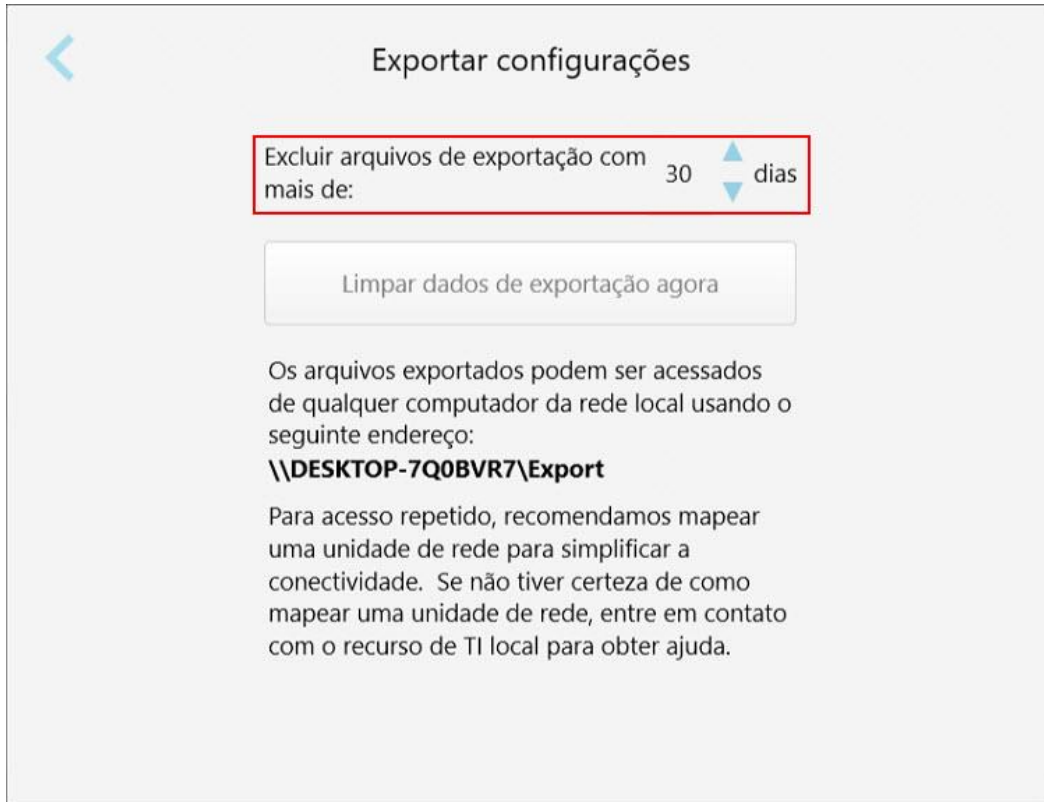 Exportar configurações
Excluir arquivos de exportação com
mais de:
30
dias
Limpar dados de exportação agora
Os arquivos exportados podem ser acessados
de qualquer computador da rede local usando o
seguinte endereço:
\\DESKTOP-7Q0BVR7\Export
Para acesso repetido, recomendamos mapear
uma unidade de rede para simplificar a
conectividade.  Se não tiver certeza de como
mapear uma unidade de rede, entre em contato
com o recurso de TI local para obter ajuda.